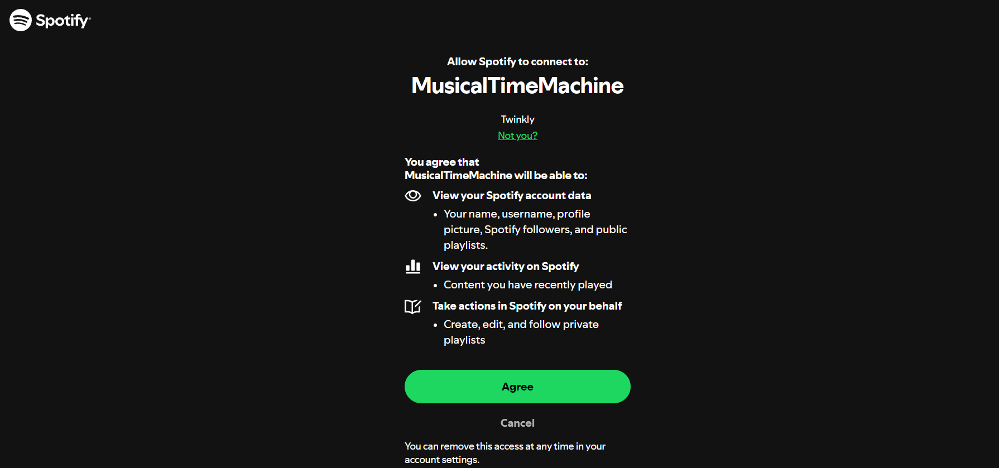 Spotify®
Allow Spotify to connect to:
MusicalTimeMachine
Twinkly
Not you?
You agree that
MusicalTimeMachine will be able to:
View your Spotify account data
• Your name, username, profile
picture, Spotify followers, and public
playlists.
View your activity on Spotify
• Content you have recently played
Take actions in Spotify on your behalf
• Create, edit, and follow private
playlists
Agree
Cancel
You can remove this access at any time in your
account settings.